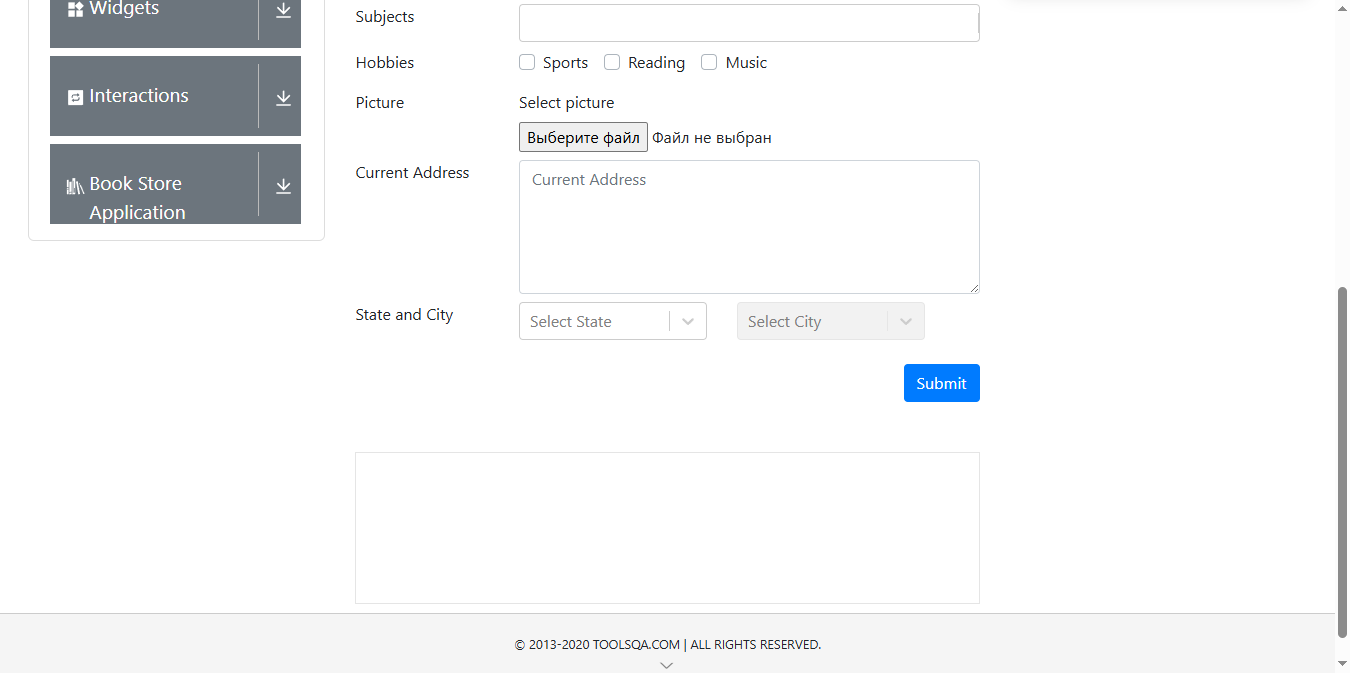 Widgets
Interactions
Book Store
Application
Subjects
Hobbies
Sports
Reading
Music
Picture
Select picture
Выберите файл Файл не выбран
Current Address
Current Address
State and City
Select State
Select City
Submit
© 2013-2020 TOOLSQA.COM | ALL RIGHTS RESERVED.